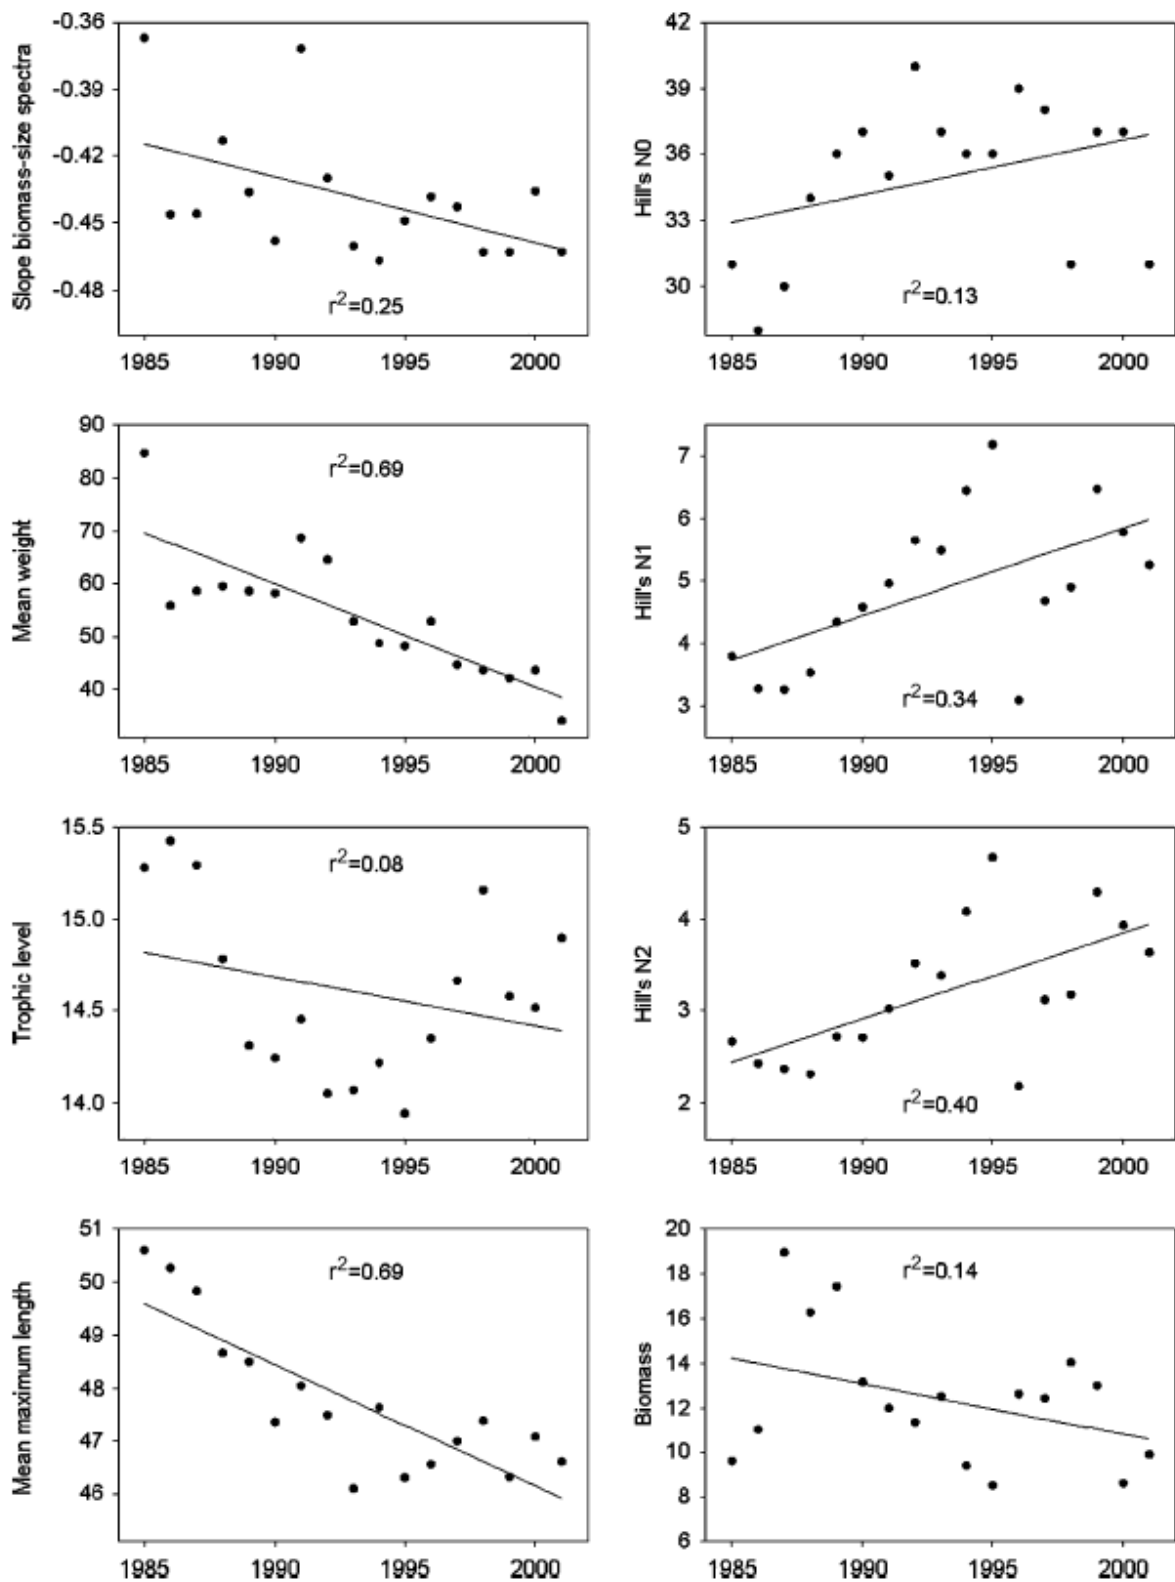 Slope biomass-size spectra
-0.36
-0.39
-0.42
-0.45
-0.48
r²=0.25
1985 1990 1995 2000
Hill's N0
42
39
36
33
30
r²=0.13
1985 1990 1995 2000
Mean weight
90
80
70
60
50
40
r²=0.69
1985 1990 1995 2000
Hill's N1
7
6
5
4
3
r²=0.34
1985 1990 1995 2000
Trophic level
15.5
15.0
14.5
14.0
r²=0.08
1985 1990 1995 2000
Hill's N2
5
4
3
2
r²=0.40
1985 1990 1995 2000
Mean maximum length
51
50
49
48
47
46
r²=0.69
1985 1990 1995 2000
Biomass
20
18
16
14
12
10
8
6
r²=0.14
1985 1990 1995 2000